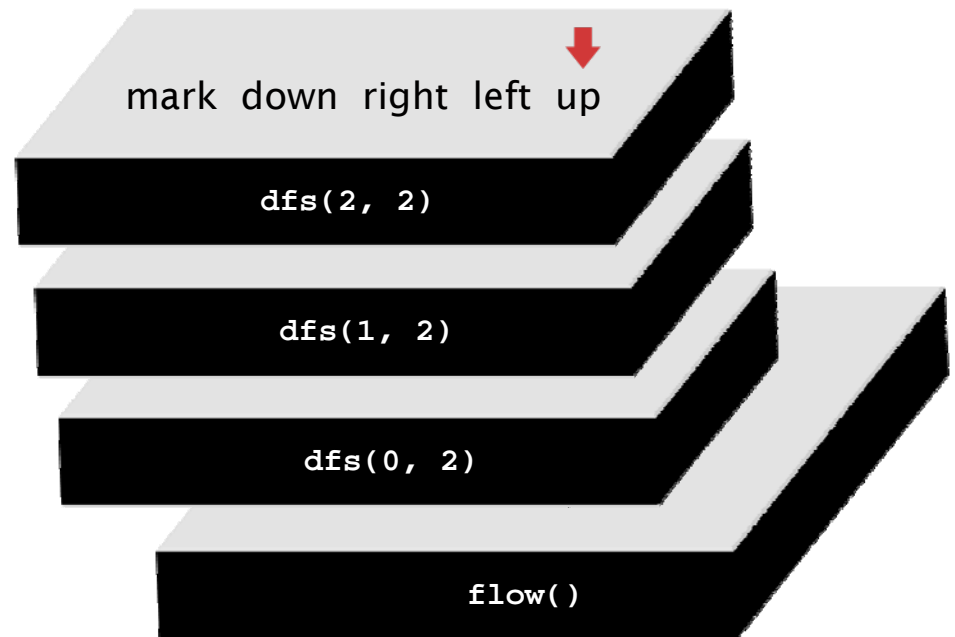 mark down right left up
dfs(2, 2)
dfs(1, 2)
dfs(0, 2)
flow()